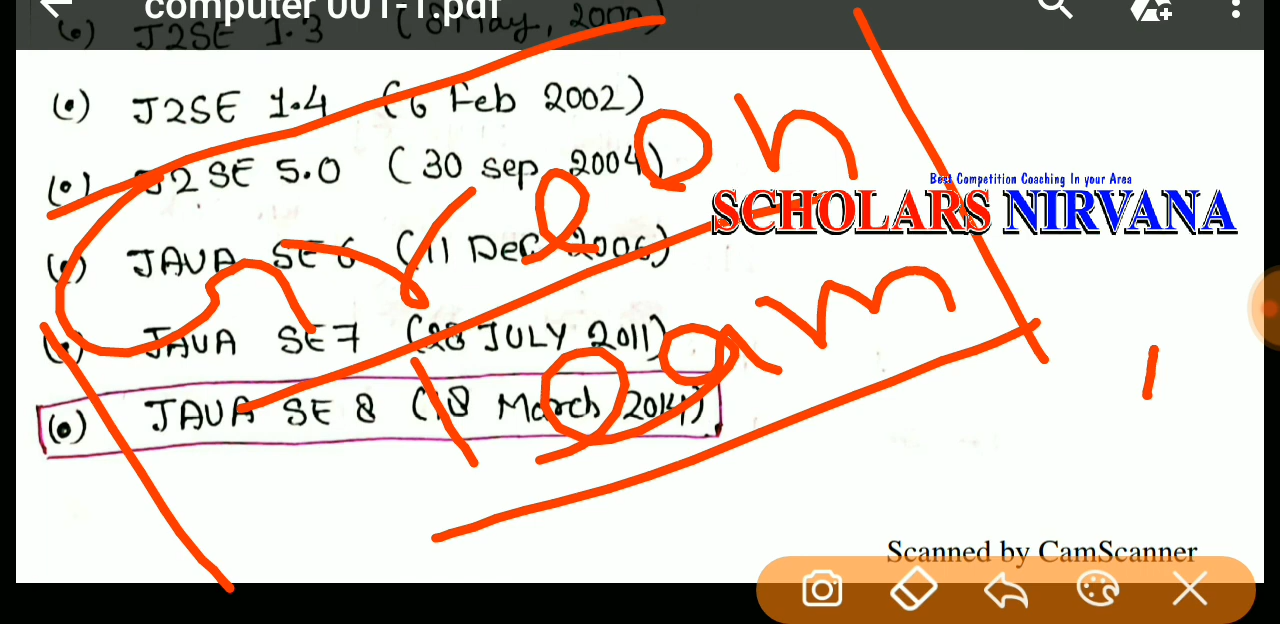 computer 001-1.pdf
(•) J2SE 1.3 (8 May, 2000)
(•) J2SE 1.4 (6 Feb 2002)
(•) J2SE 5.0 (30 sep 2004)
(•) JAVA SE 6 (11 Dec 2006)
(•) JAVA SE 7 (28 JULY 2011)
(•) JAVA SE 8 (18 March 2014)
Best Competition Coaching In your Area
SCHOLARS NIRVANA
Scanned by CamScanner